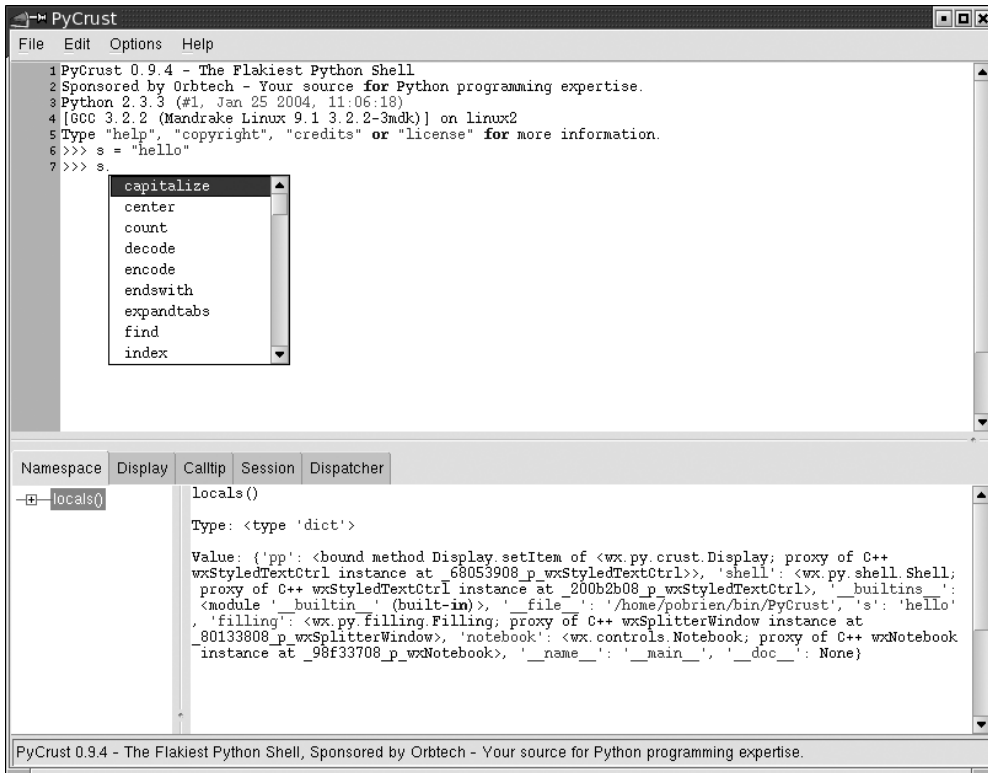 PyCrust
File Edit Options Help
1 PyCrust 0.9.4 - The Flakiest Python Shell
2 Sponsored by Orbtech - Your source for Python programming expertise.
3 Python 2.3.3 (#1, Jan 25 2004, 11:06:18)
4 [GCC 3.2.2 (Mandrake Linux 9.1 3.2.2-3mdk)] on linux2
5 Type "help", "copyright", "credits" or "license" for more information.
6 >>> s = "hello"
7 >>> s.
capitalize
center
count
decode
encode
endswith
expandtabs
find
index
Namespace Display Calltip Session Dispatcher
locals()
locals()
Type: <type 'dict'>
Value: {'pp': <bound method Display.setItem of <wx.py.crust.Display; proxy of C++
wxStyledTextCtrl instance at _68053908_p_wxStyledTextCtrl>>, 'shell': <wx.py.shell.Shell;
proxy of C++ wxStyledTextCtrl instance at _200b2b08_p_wxStyledTextCtrl>, '__builtins__':
<module '__builtin__' (built-in)>, '__file__': '/home/pobrien/bin/PyCrust', 's': 'hello'
, 'filling': <wx.py.filling.Filling; proxy of C++ wxSplitterWindow instance at
_80133808_p_wxSplitterWindow>, 'notebook': <wx.controls.Notebook; proxy of C++ wxNotebook
instance at _98f33708_p_wxNotebook>, '__name__': '__main__', '__doc__': None}
PyCrust 0.9.4 - The Flakiest Python Shell, Sponsored by Orbtech - Your source for Python programming expertise.